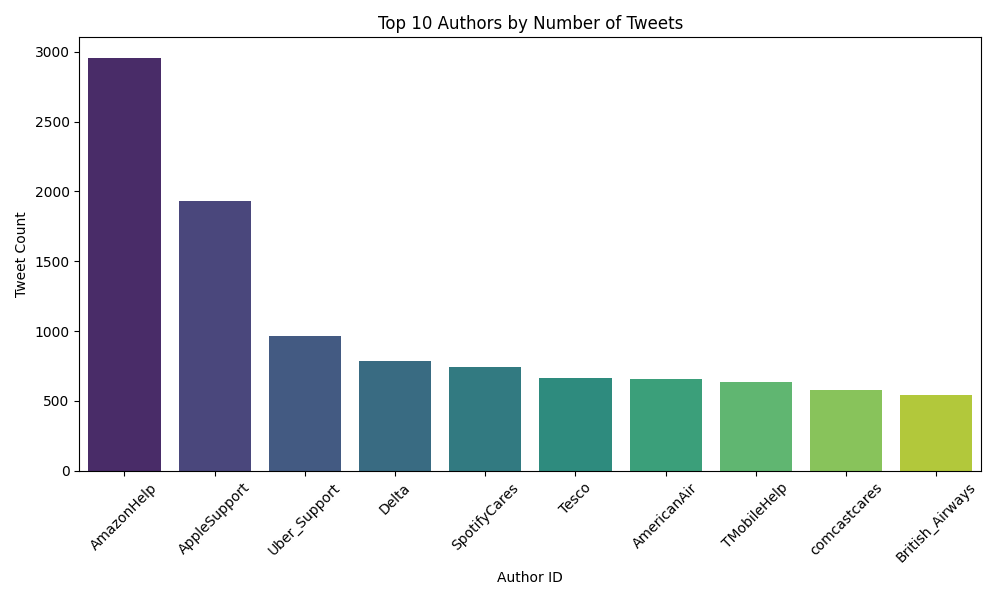 Top 10 Authors by Number of Tweets
Tweet Count
3000
2500
2000
1500
1000
500
0
AmazonHelp
AppleSupport
Uber_Support
Delta
SpotifyCares
Tesco
AmericanAir
TMobileHelp
comcastcares
British_Airways
Author ID